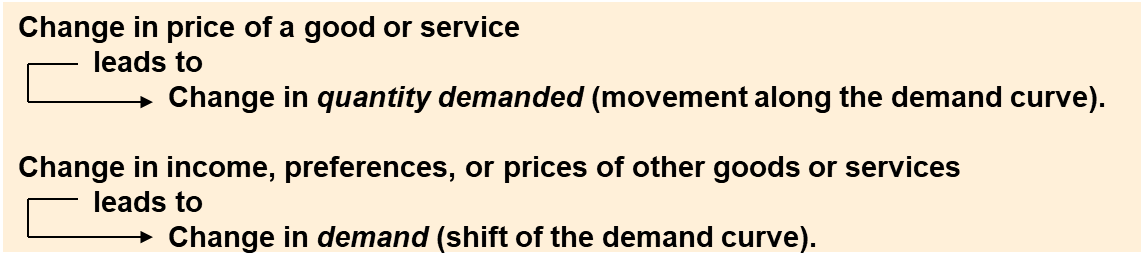 Change in price of a good or service
leads to
Change in quantity demanded (movement along the demand curve).
Change in income, preferences, or prices of other goods or services
leads to
Change in demand (shift of the demand curve).